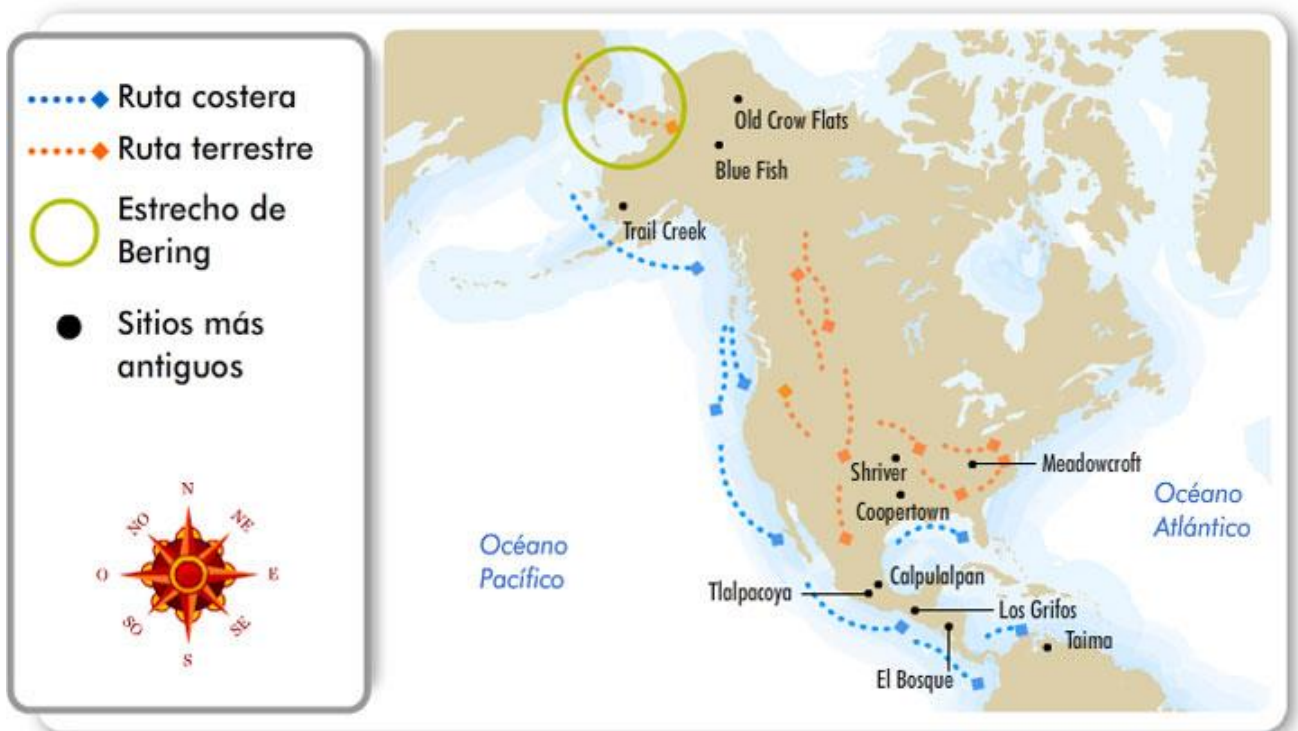 Ruta costera
Ruta terrestre
Estrecho de
Bering
Sitios más
antiguos
N
NO
NE
O
E
SO
SE
S
Old Crow Flats
Blue Fish
Trail Creek
Shriver
Meadowcroft
Coopertown
Océano
Atlántico
Océano
Pacífico
Calpulalpan
Tlalpacoya
Los Grifos
Taima
El Bosque